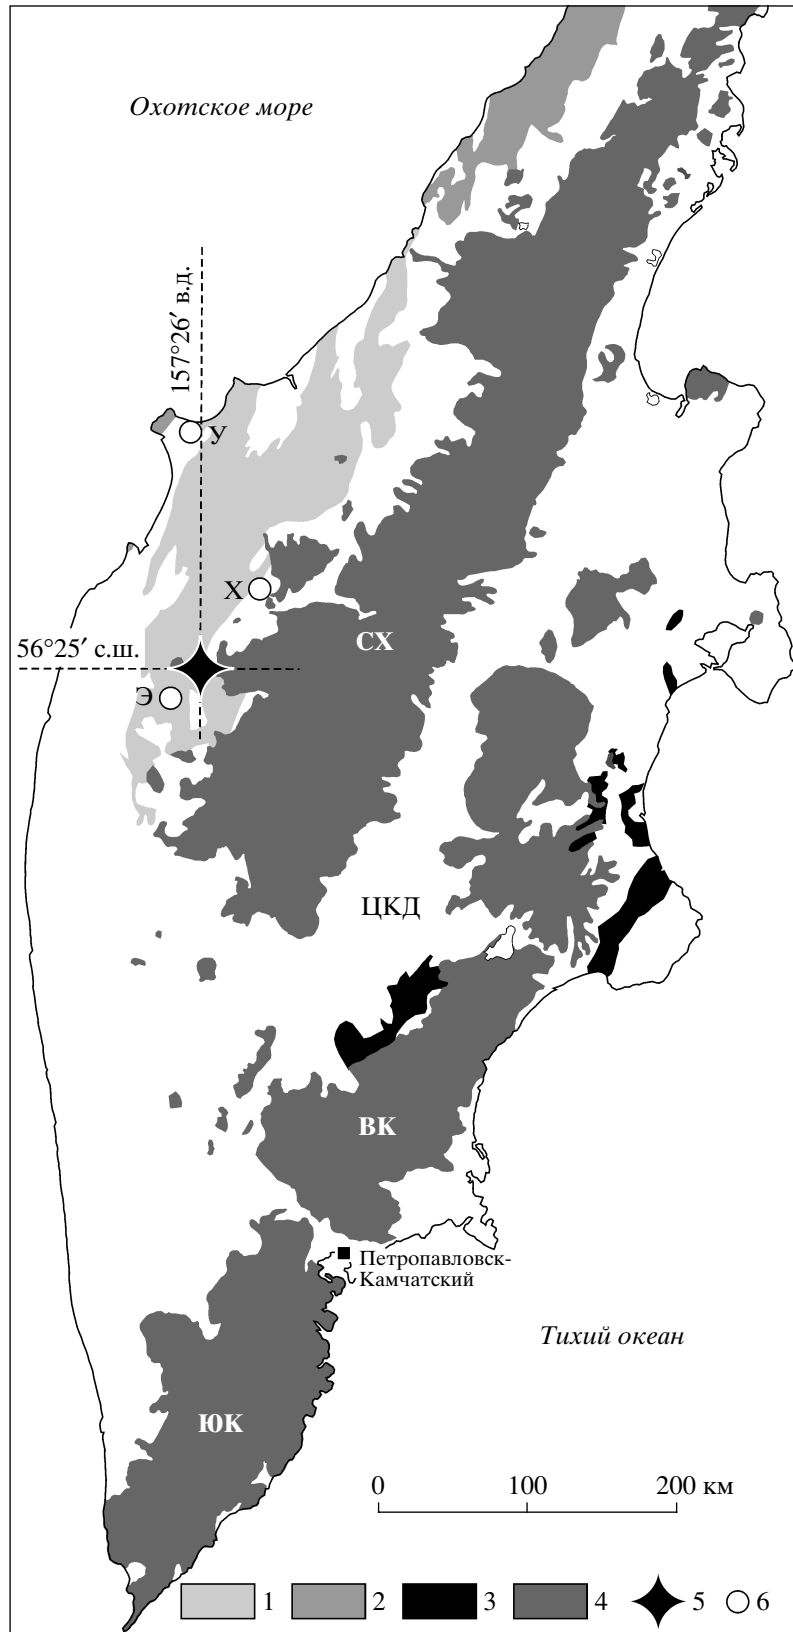 Охотское море
157°26′ в.д.
У
Х
СХ
56°25′ с.ш.
Э
ЦКД
ВК
Петропавловск-
Камчатский
Тихий океан
ЮК
0 100 200 км
1 2 3 4 5 6